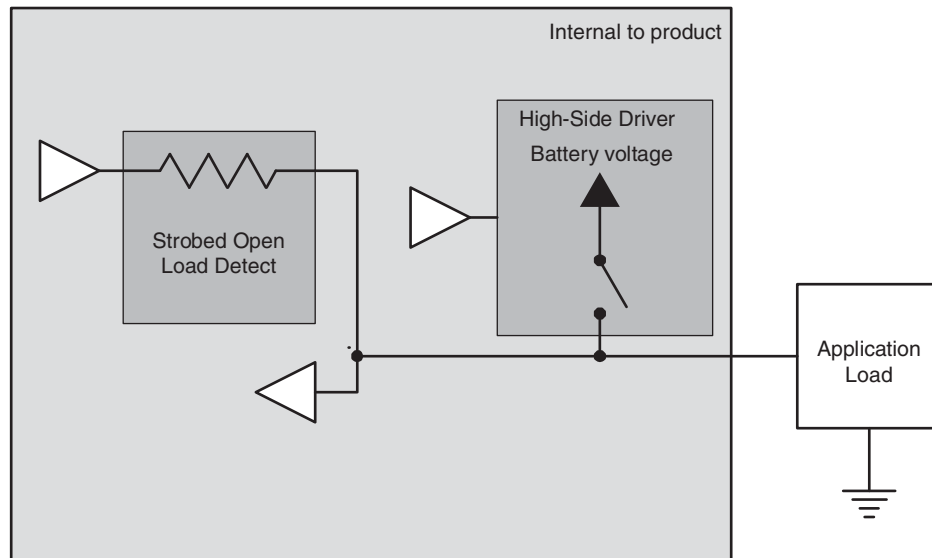 Internal to product
High-Side Driver
Battery voltage
Strobed Open
Load Detect
Application
Load